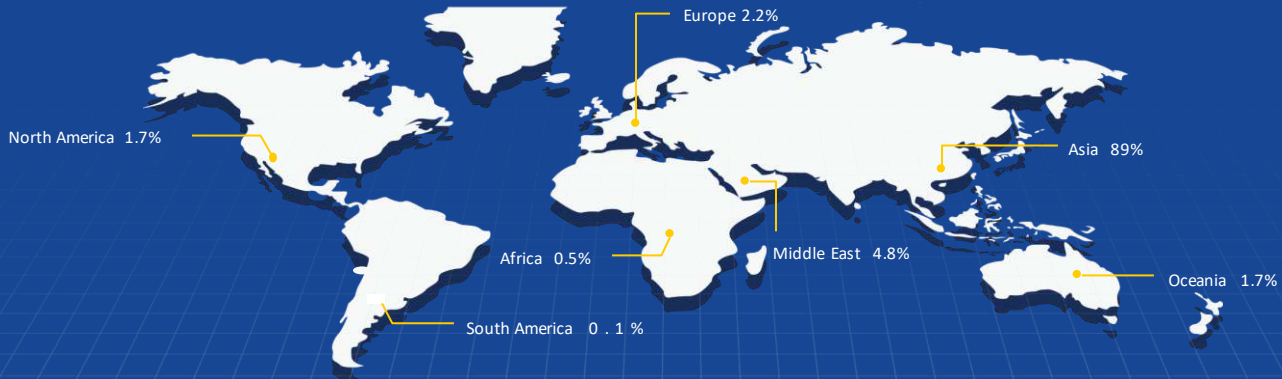 Europe 2.2%
North America 1.7%
Asia 89%
Africa 0.5%
Middle East 4.8%
Oceania 1.7%
South America 0 . 1 %